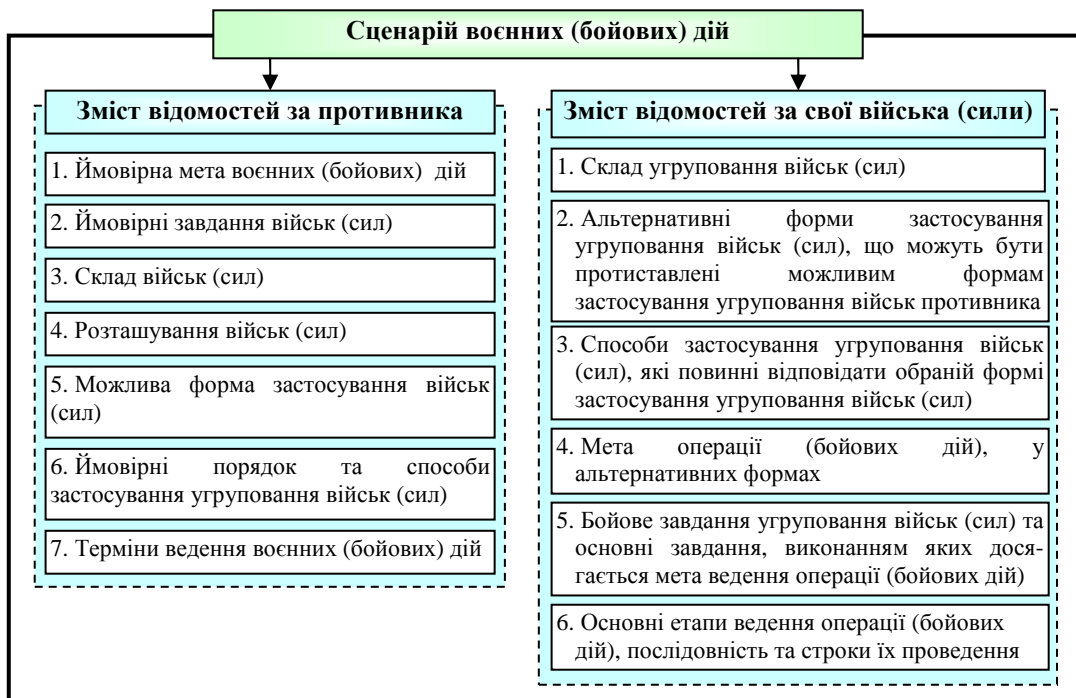 Сценарій воєнних (бойових) дій
Зміст відомостей за противника
1. Ймовірна мета воєнних (бойових) дій
2. Ймовірні завдання військ (сил)
3. Склад військ (сил)
4. Розташування військ (сил)
5. Можлива форма застосування військ
(сил)
6. Ймовірні порядок та способи
застосування угруповання військ (сил)
7. Терміни ведення воєнних (бойових) дій
Зміст відомостей за свої війська (сили)
1. Склад угруповання військ (сил)
2. Альтернативні форми застосування
угруповання військ (сил), що можуть бути
протиставлені можливим формам
застосування угруповання військ противника
3. Способи застосування угруповання військ
(сил), які повинні відповідати обраній формі
застосування угруповання військ (сил)
4. Мета операції (бойових дій), у
альтернативних формах
5. Бойове завдання угруповання військ (сил) та
основні завдання, виконанням яких дося-
гається мета ведення операції (бойових дій)
6. Основні етапи ведення операції (бойових
дій), послідовність та строки їх проведення